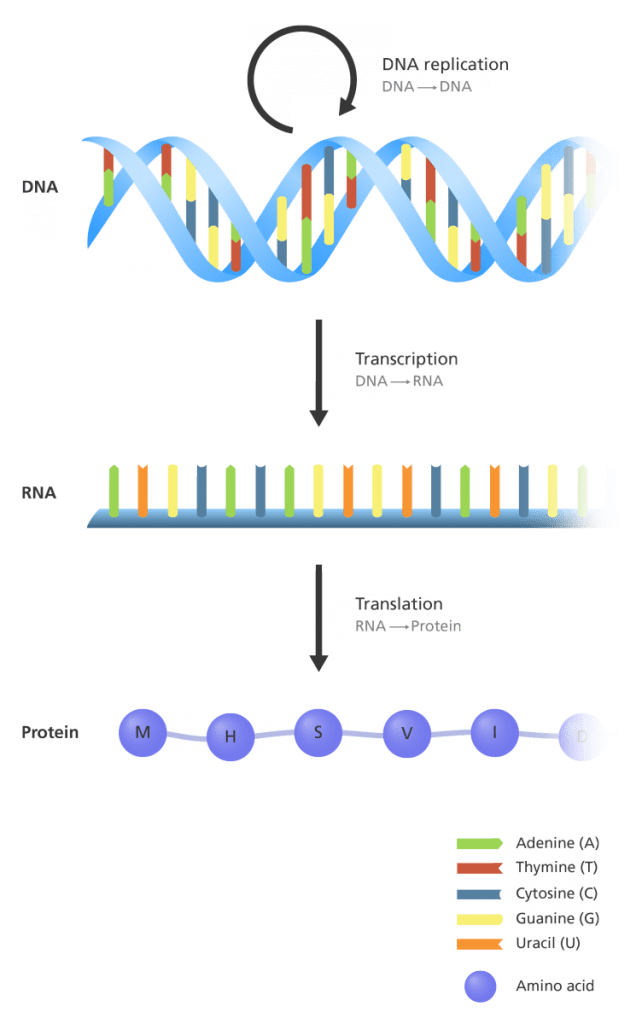 DNA replication
DNA → DNA
DNA
Transcription
DNA → RNA
RNA
Translation
RNA → Protein
Protein
M H S V I D
Adenine (A)
Thymine (T)
Cytosine (C)
Guanine (G)
Uracil (U)
Amino acid